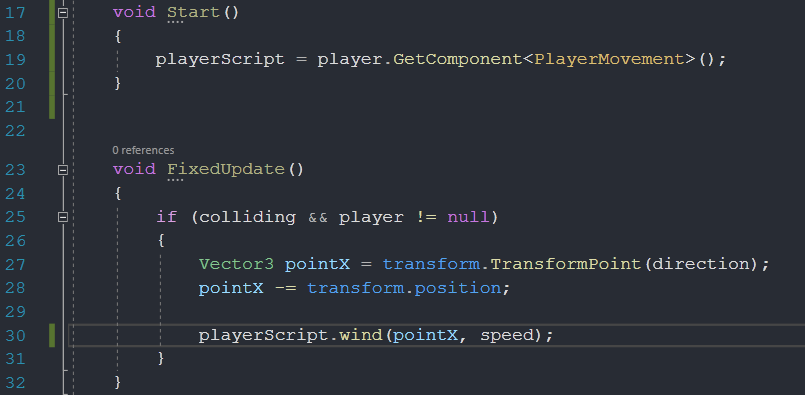 17 void Start()
18 {
19 playerScript = player.GetComponent<PlayerMovement>();
20 }
21
22
0 references
23 void FixedUpdate()
24 {
25 if (colliding && player != null)
26 {
27 Vector3 pointX = transform.TransformPoint(direction);
28 pointX -= transform.position;
29
30 playerScript.wind(pointX, speed);
31 }
32 }